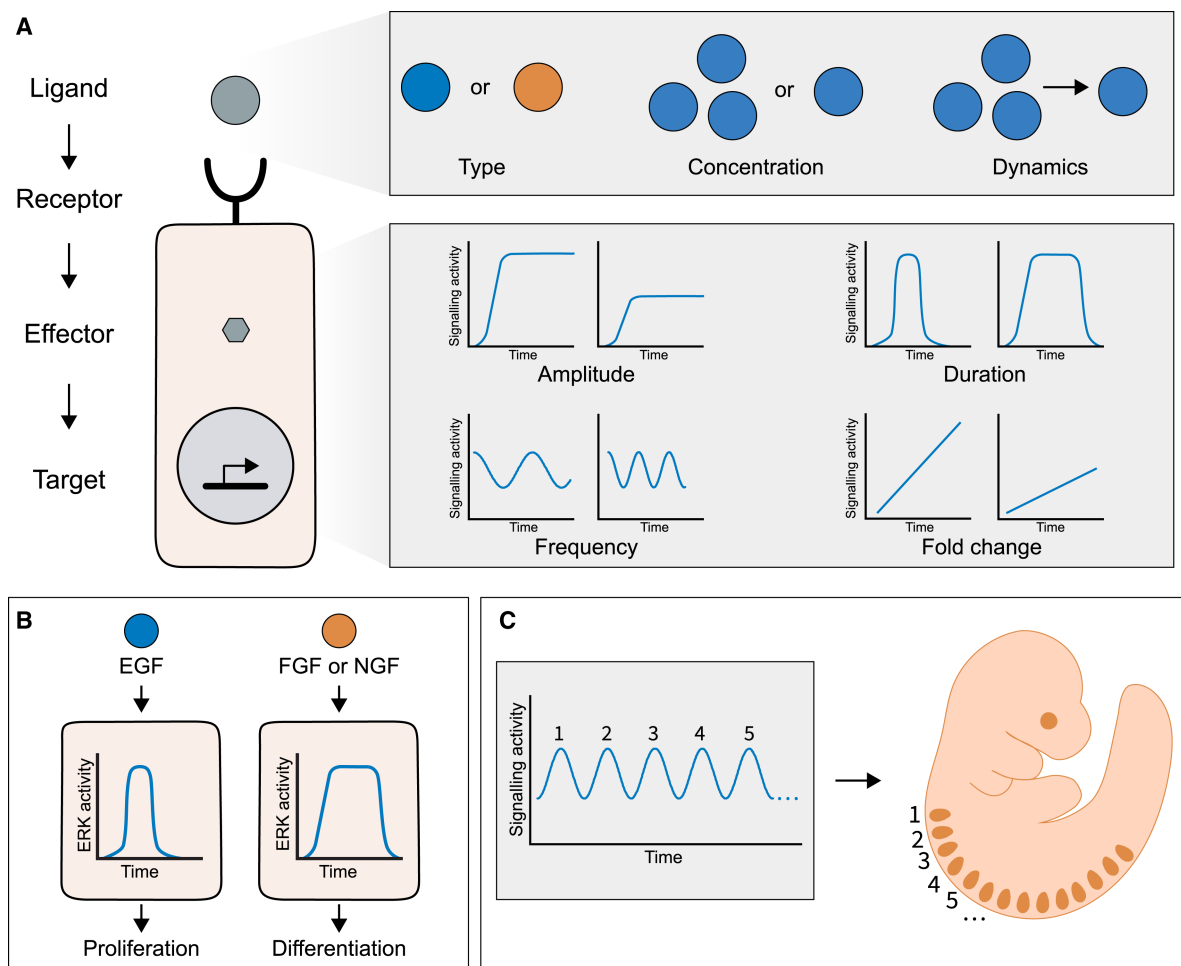 A
Ligand
Receptor
Effector
Target
or
Type
or
Concentration
Dynamics
Signalling activity
Time
Time
Amplitude
Signalling activity
Time
Time
Duration
Signalling activity
Time
Time
Frequency
Signalling activity
Time
Time
Fold change
B
EGF
ERK activity
Time
Proliferation
FGF or NGF
ERK activity
Time
Differentiation
C
Signalling activity
1 2 3 4 5
....
Time
1
2
3
4
5
...